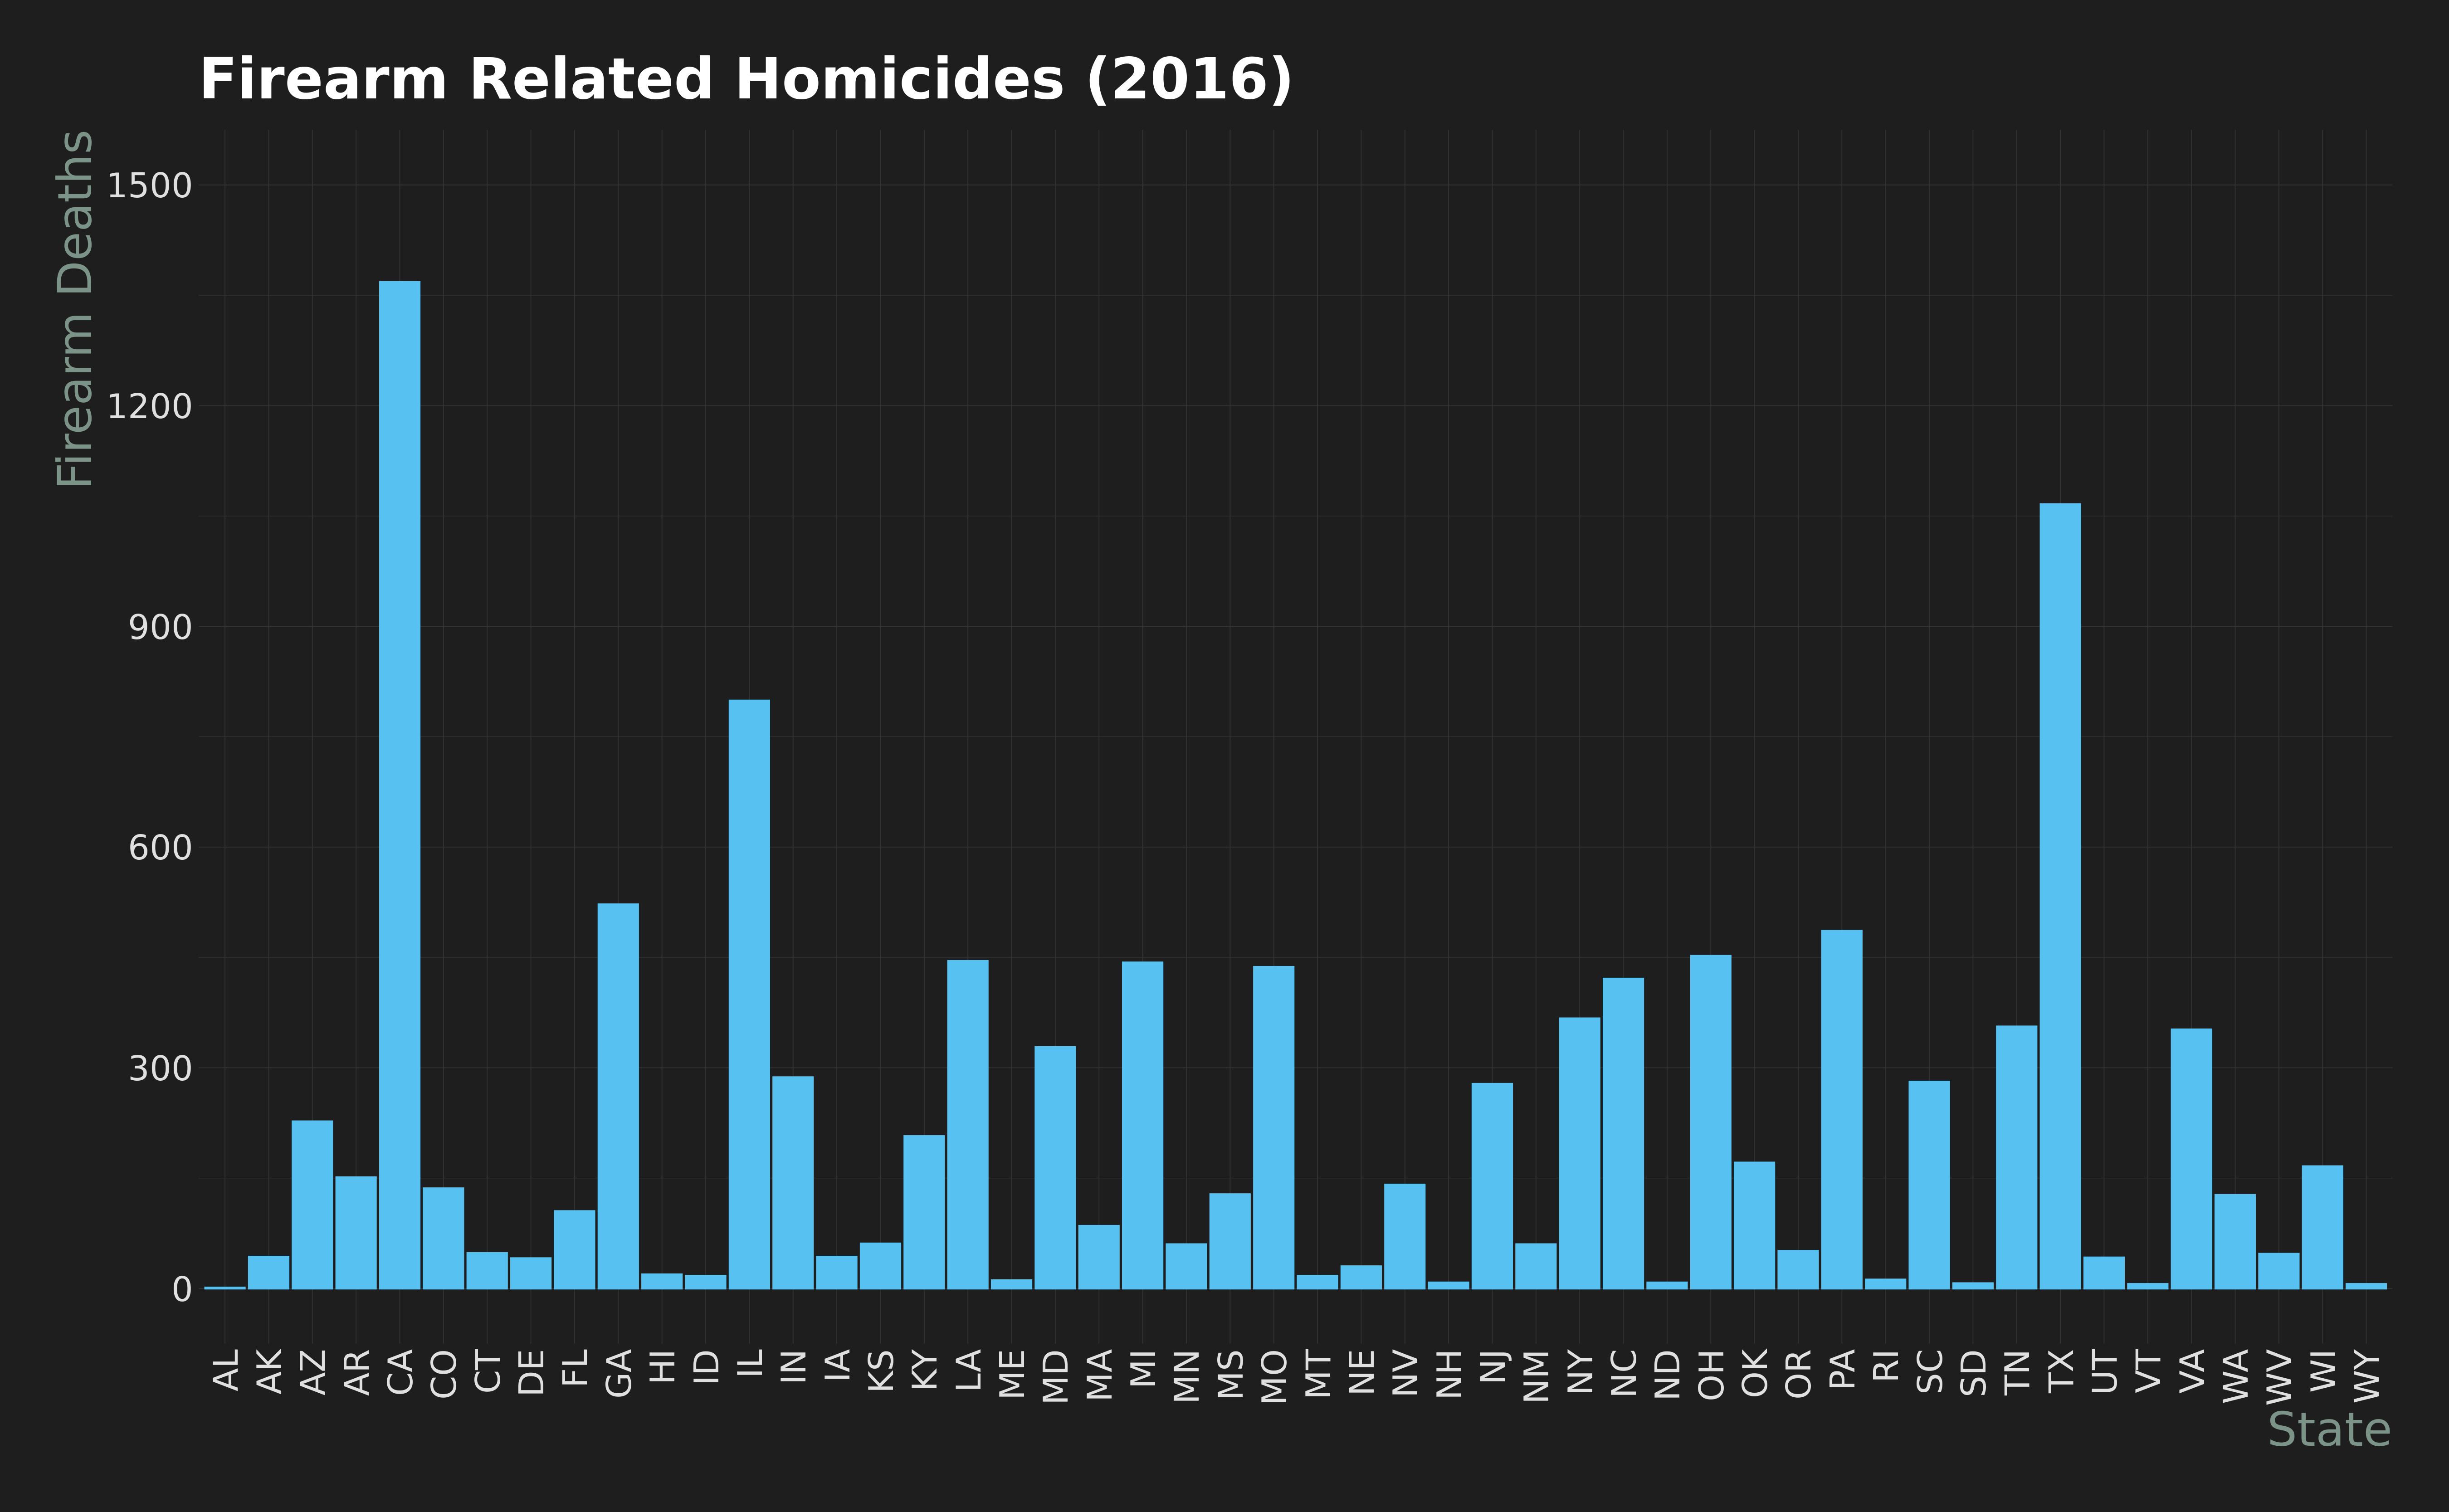 Firearm Related Homicides (2016)
Firearm Deaths
1500
1200
900
600
300
0
AL AK AZ AR CA CO CT DE FL GA HI ID IL IN IA KS KY LA ME MD MA MI MN MS MO MT NE NV NH NJ NM NY NC ND OH OK OR PA RI SC SD TN TX UT VT VA WA WV WI WY
State